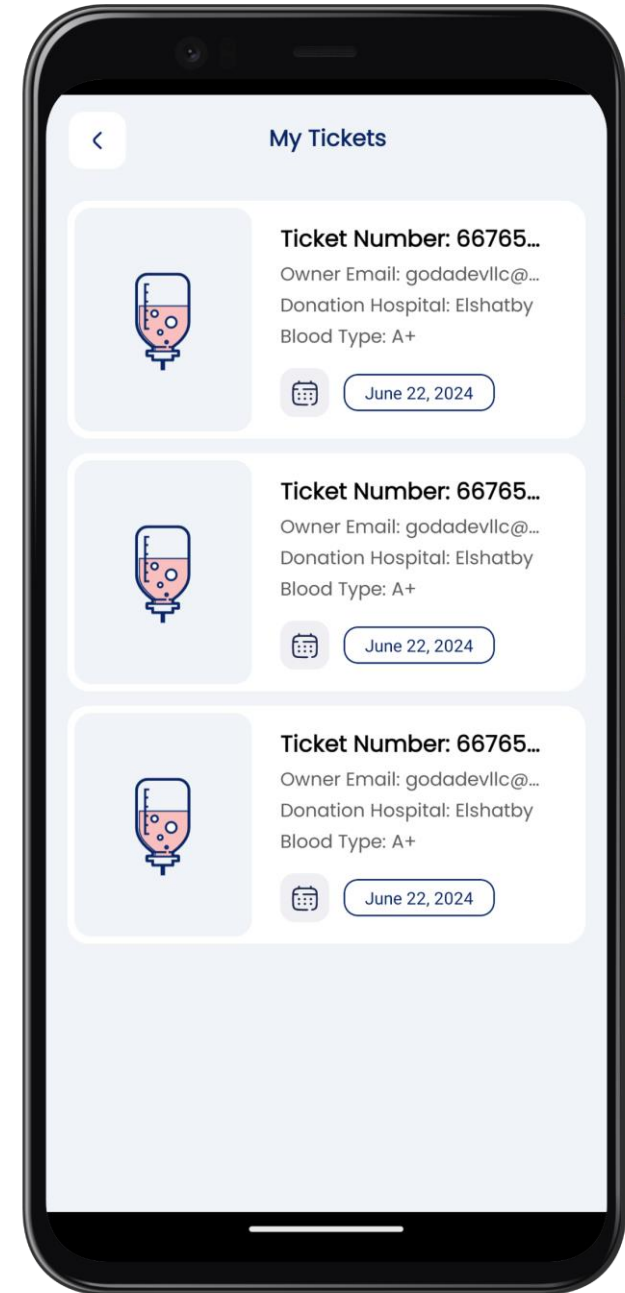 My Tickets
Ticket Number: 66765...
Owner Email: godadevllc@...
Donation Hospital: Elshatby
Blood Type: A+
June 22, 2024
Ticket Number: 66765...
Owner Email: godadevllc@...
Donation Hospital: Elshatby
Blood Type: A+
June 22, 2024
Ticket Number: 66765...
Owner Email: godadevllc@...
Donation Hospital: Elshatby
Blood Type: A+
June 22, 2024